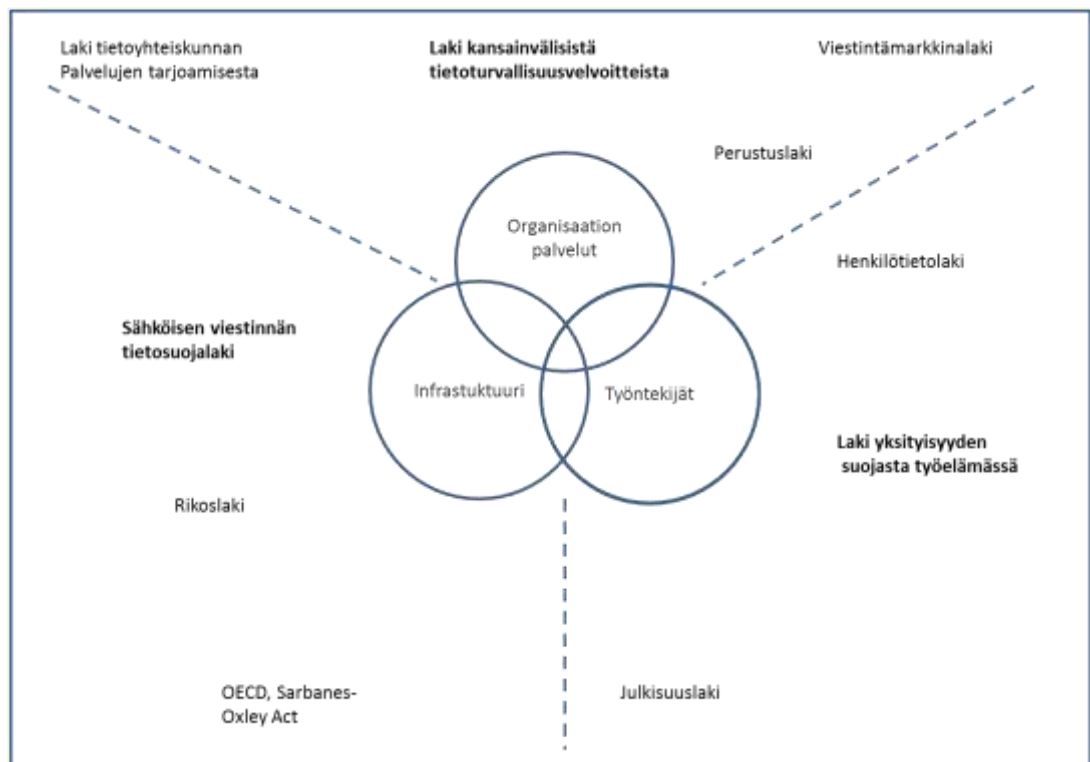 Laki tietoyhteiskunnan
Palvelujen tarjoamisesta
Laki kansainvälisistä
tietoturvallisuusvelvoitteista
Viestintämarkkinalaki
Perustuslaki
Organisaation
palvelut
Henkilötietolaki
Sähköisen viestinnän
tietosuojalaki
Infrastuktuuri
Työntekijät
Laki yksityisyyden
suojasta työelämässä
Rikoslaki
OECD, Sarbanes-
Oxley Act
Julkisuuslaki